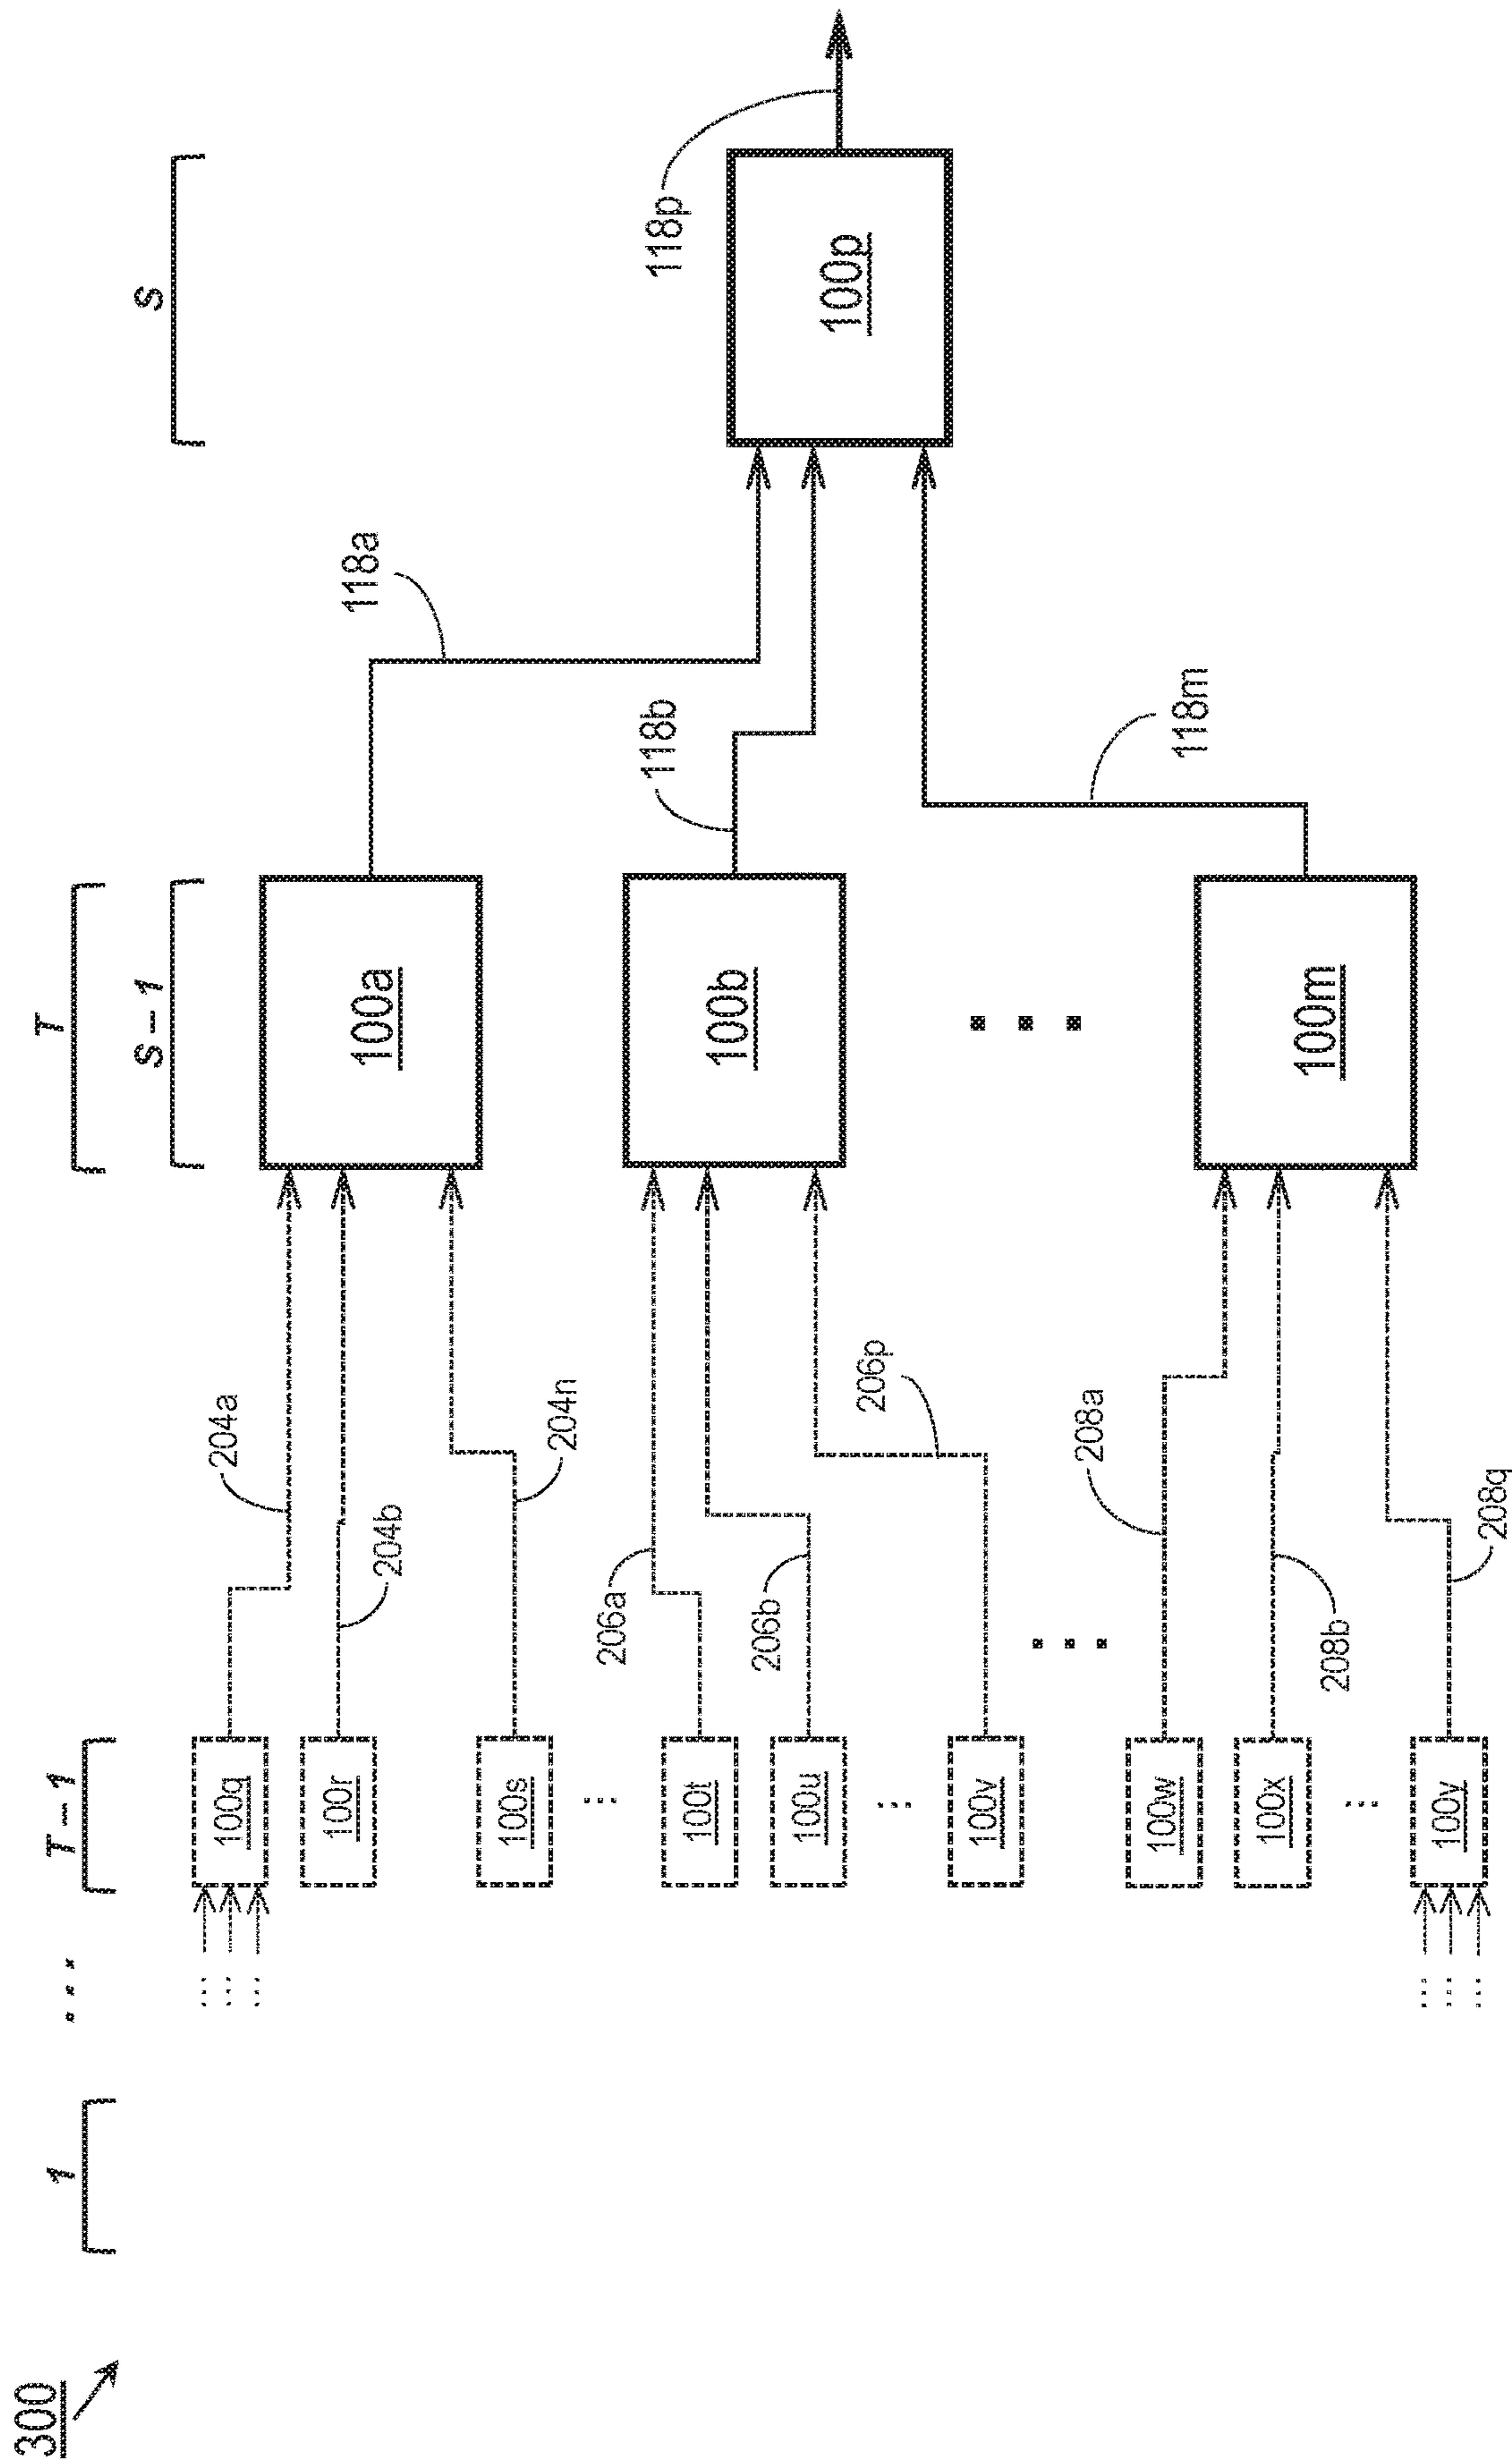 300
1
. . .
T – 1
T
S – 1
S
100q
100r
100s
...
100t
100u
...
100v
100w
100x
...
100y
...
...
...
...
...
...
204a
204b
204n
206a
206b
206p
. . .
208a
208b
208q
100a
100b
. . .
100m
118a
118b
118m
100p
118p